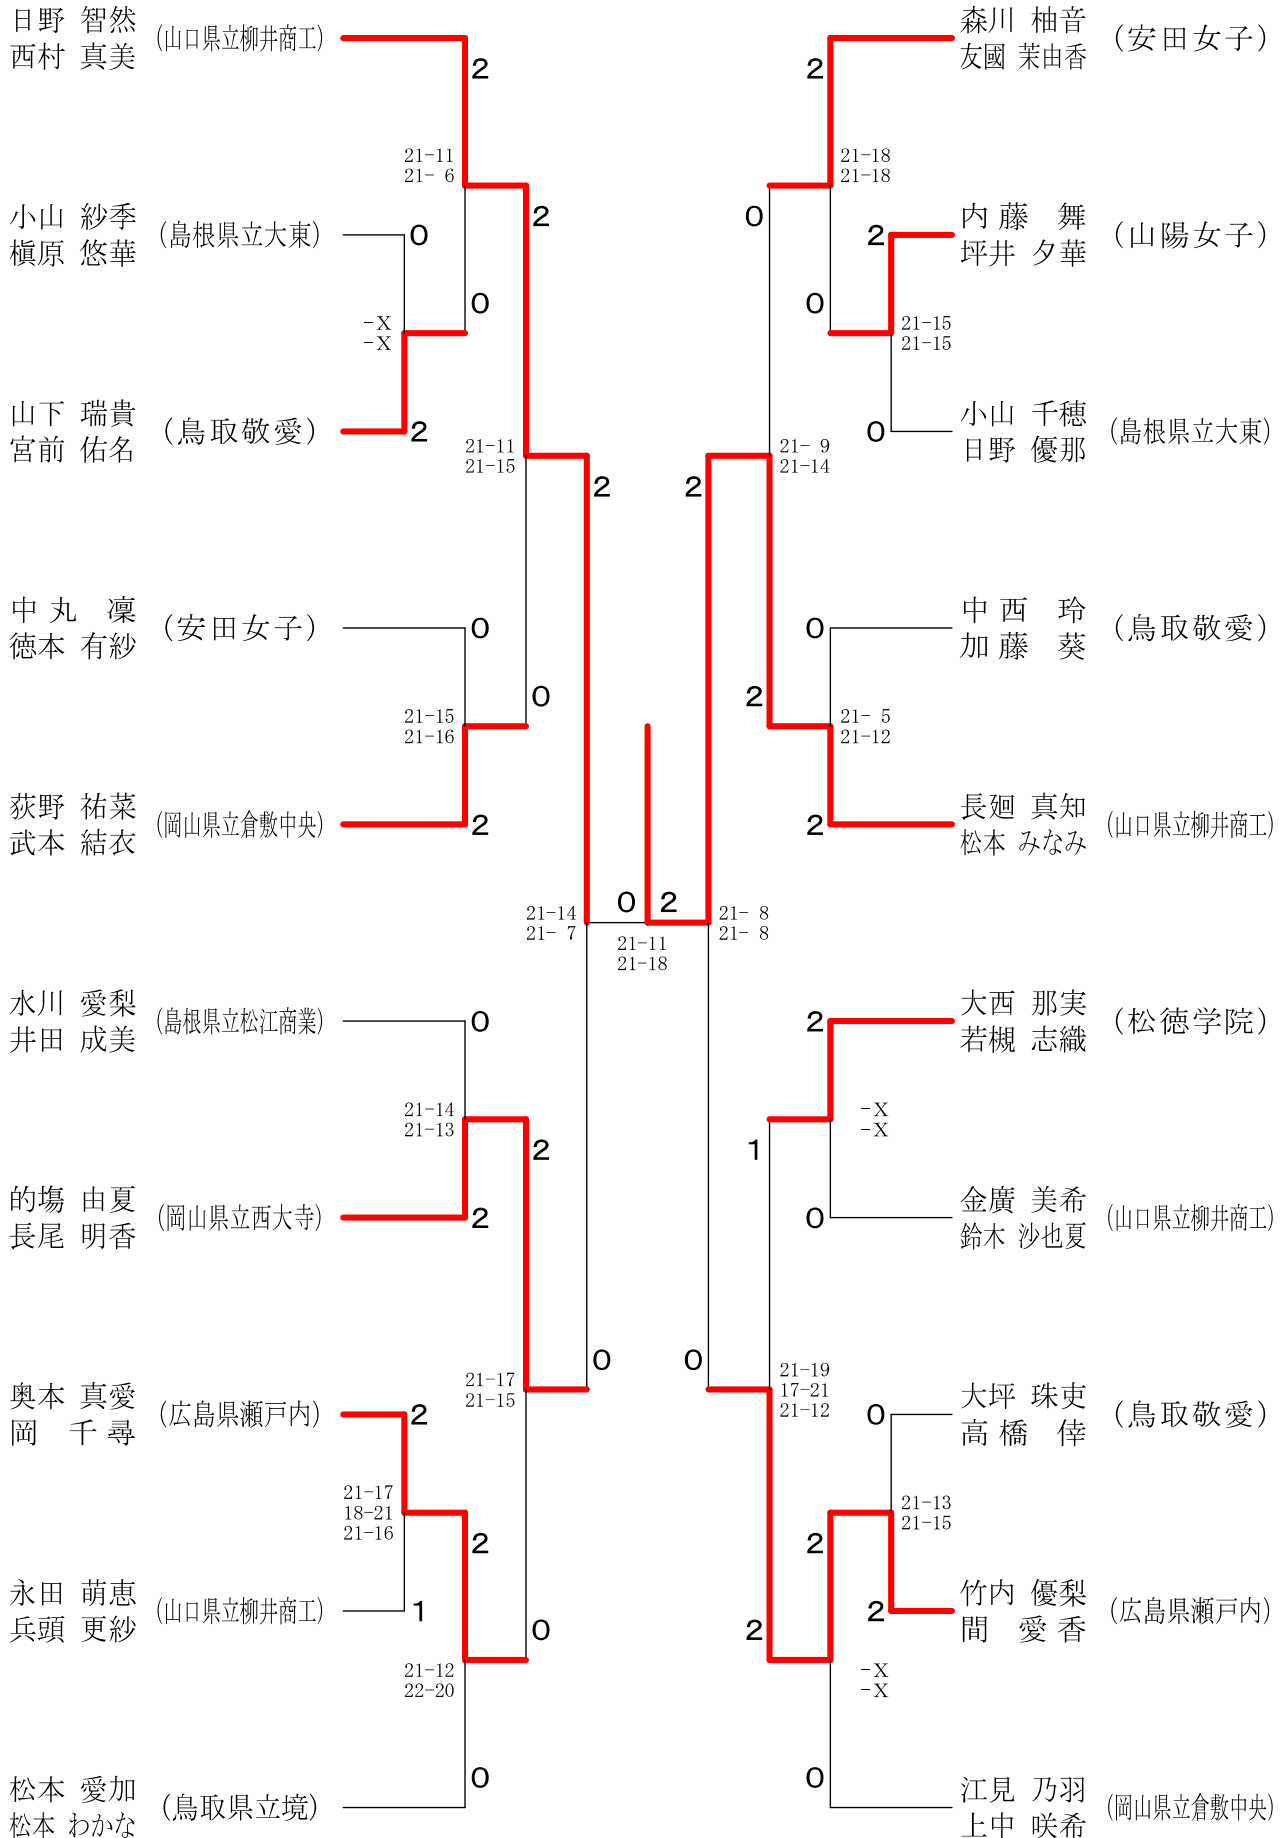 日野 智然
西村 真美
(山口県立柳井商工)
2
21-11
21- 6
小山 紗季
槇原 悠華
(島根県立大東)
0
2
0
-X
-X
山下 瑞貴
宮前 佑名
(鳥取敬愛)
2
21-11
21-15
2
中丸 凜
徳本 有紗
(安田女子)
0
0
21-15
21-16
荻野 祐菜
武本 結衣
(岡山県立倉敷中央)
2
21-14
21- 7
水川 愛梨
井田 成美
(島根県立松江商業)
0
21-14
21-13
2
的場 由夏
長尾 明香
(岡山県立西大寺)
2
0
21-17
21-15
奥本 真愛
岡 千尋
(広島県瀬戸内)
2
21-17
18-21
21-16
2
永田 萌恵
兵頭 更紗
(山口県立柳井商工)
1
0
21-12
22-20
松本 愛加
松本 わかな
(鳥取県立境)
0
0 2
21-11
21-18
森川 柚音
友國 茉由香
(安田女子)
2
21-18
21-18
0
内藤 舞
坪井 夕華
(山陽女子)
2
0
21-15
21-15
小山 千穂
日野 優那
(島根県立大東)
0
21- 9
21-14
2
中西 玲
加藤 葵
(鳥取敬愛)
0
2
21- 5
21-12
長廻 真知
松本 みなみ
(山口県立柳井商工)
2
21- 8
21- 8
大西 那実
若槻 志織
(松徳学院)
2
-X
-X
1
金廣 美希
鈴木 沙也夏
(山口県立柳井商工)
0
0
21-19
17-21
21-12
大坪 珠吏
高橋 倖
(鳥取敬愛)
0
21-13
21-15
2
竹内 優梨
間 愛香
(広島県瀬戸内)
2
2
-X
-X
江見 乃羽
上中 咲希
(岡山県立倉敷中央)
0